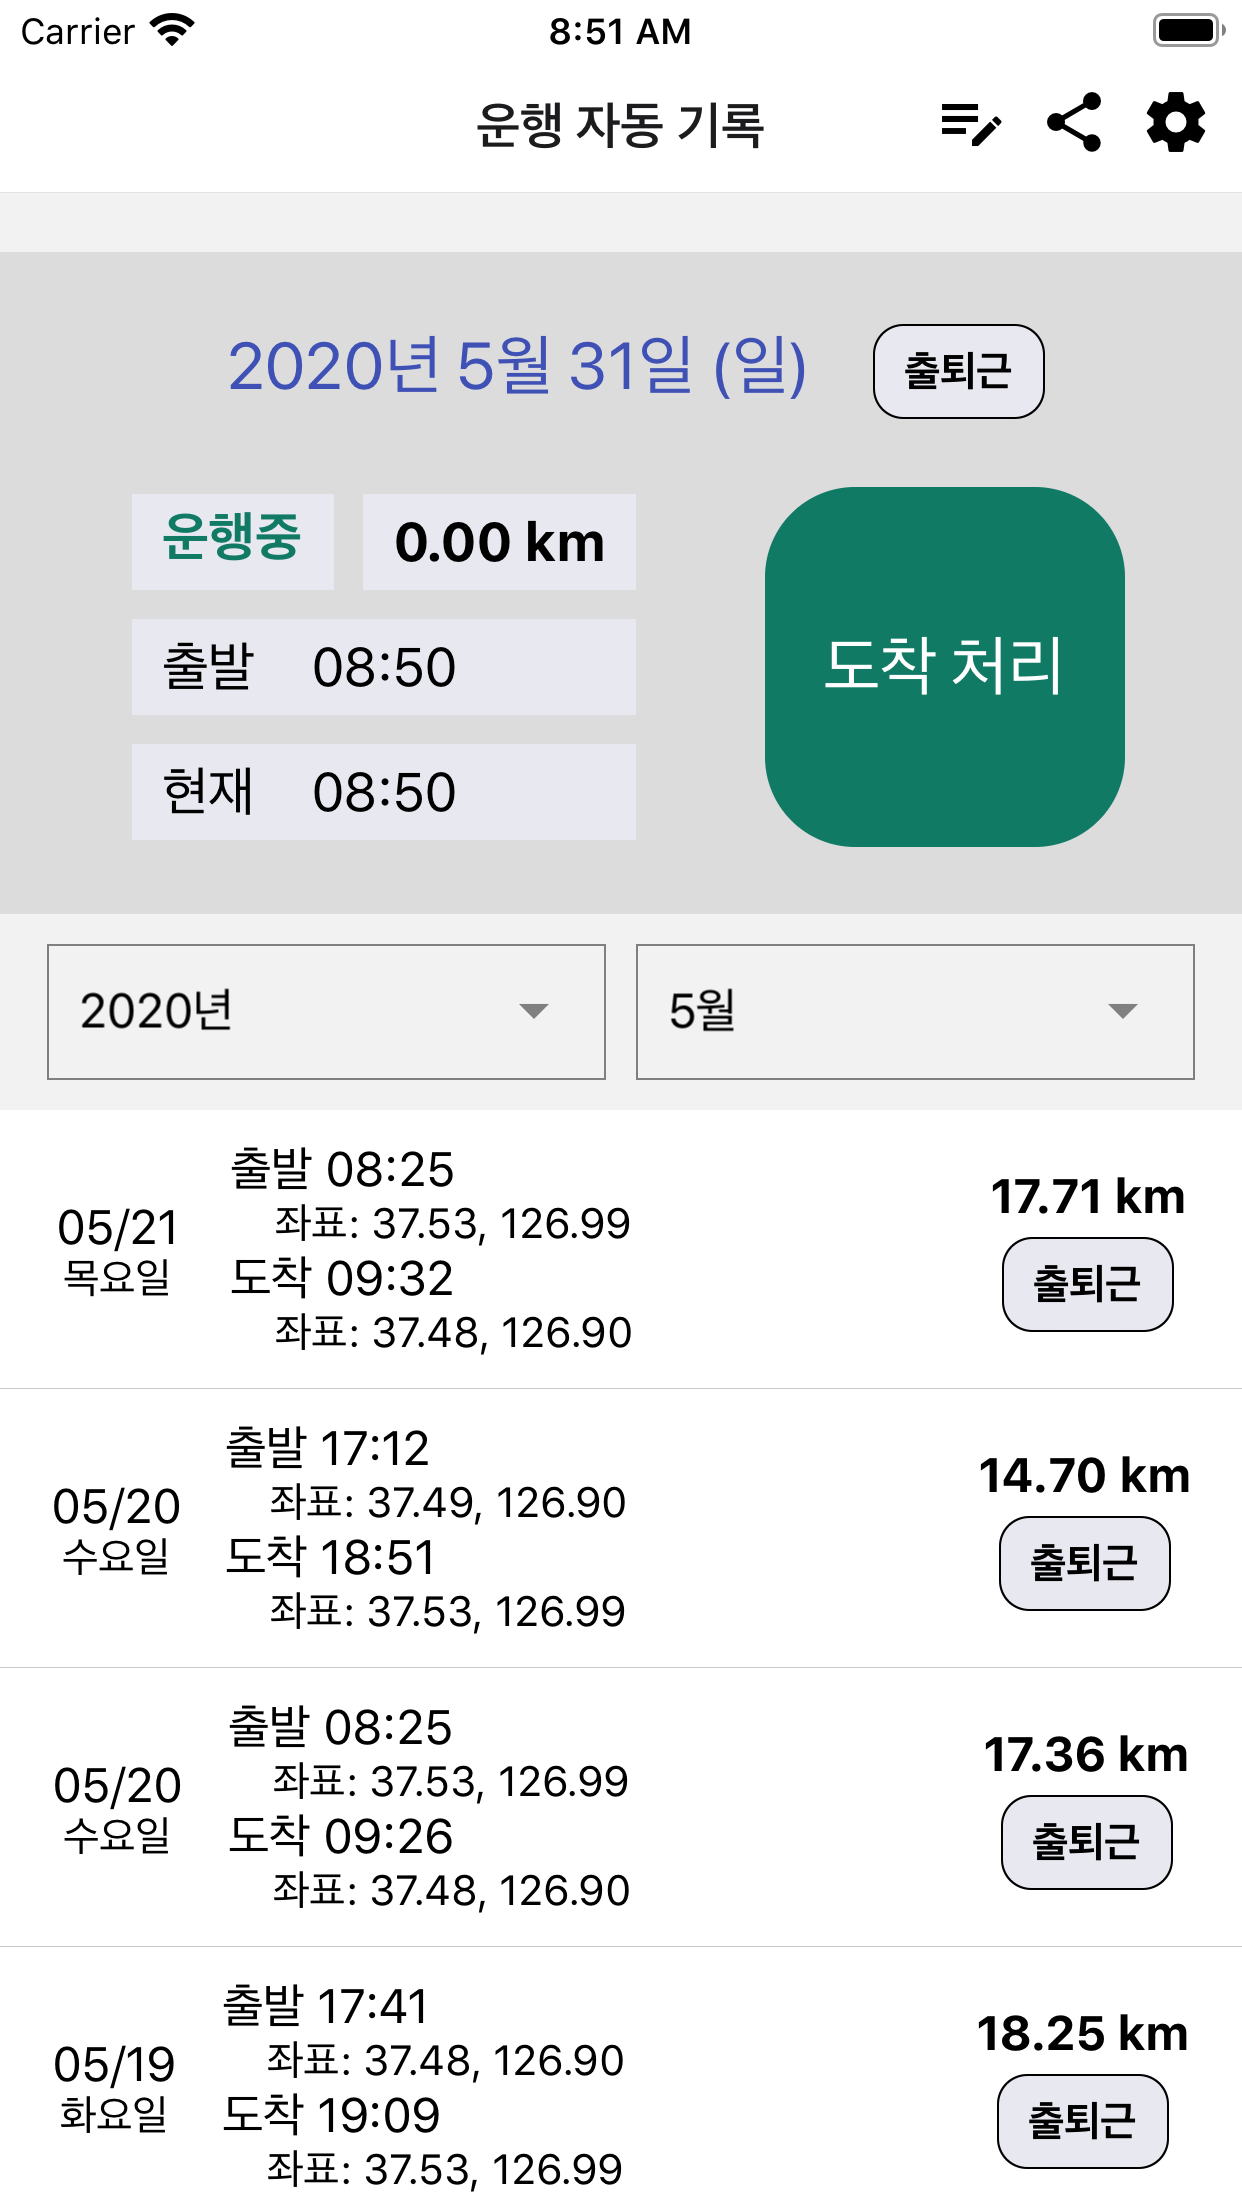 Carrier 8:51 AM
운행 자동 기록
2020년 5월 31일 (일) 출퇴근
운행중 0.00 km
출발 08:50
현재 08:50
도착 처리
2020년 5월
05/21
목요일
출발 08:25
좌표: 37.53, 126.99
도착 09:32
좌표: 37.48, 126.90
17.71 km
출퇴근
05/20
수요일
출발 17:12
좌표: 37.49, 126.90
도착 18:51
좌표: 37.53, 126.99
14.70 km
출퇴근
05/20
수요일
출발 08:25
좌표: 37.53, 126.99
도착 09:26
좌표: 37.48, 126.90
17.36 km
출퇴근
05/19
화요일
출발 17:41
좌표: 37.48, 126.90
도착 19:09
좌표: 37.53, 126.99
18.25 km
출퇴근